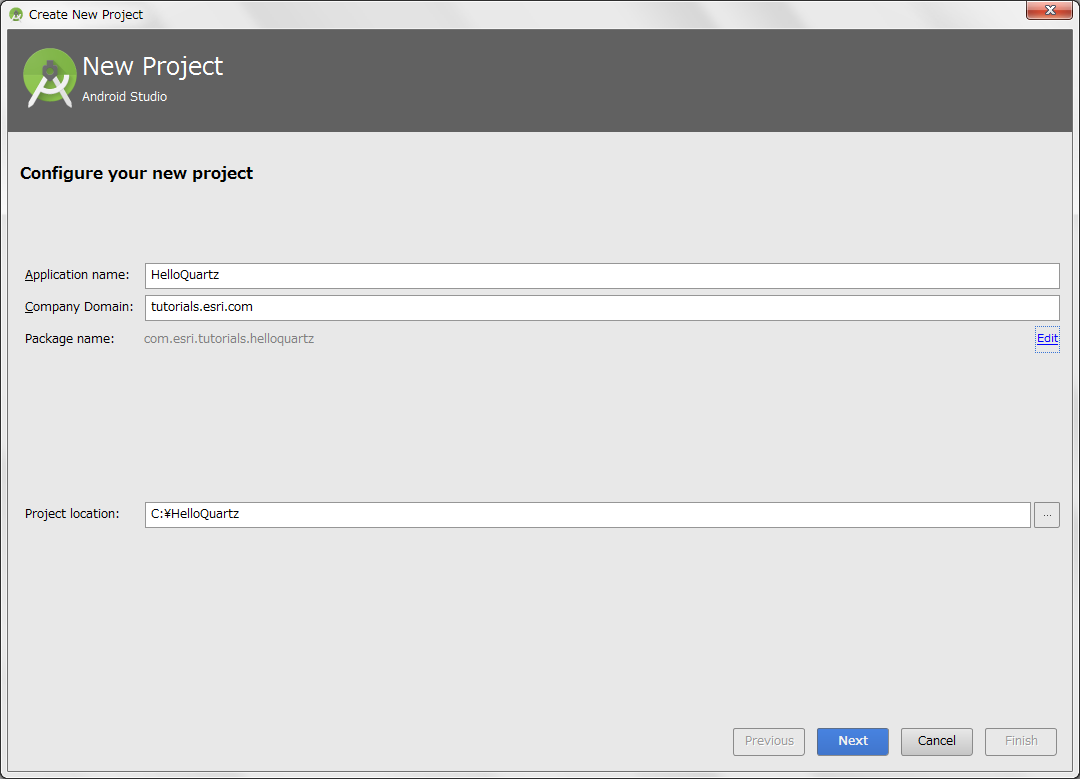 Create New Project
New Project
Android Studio
Configure your new project
Application name: HelloQuartz
Company Domain: tutorials.esri.com
Package name: com.esri.tutorials.helloquartz Edit
Project location: C:¥HelloQuartz ...
Previous Next Cancel Finish